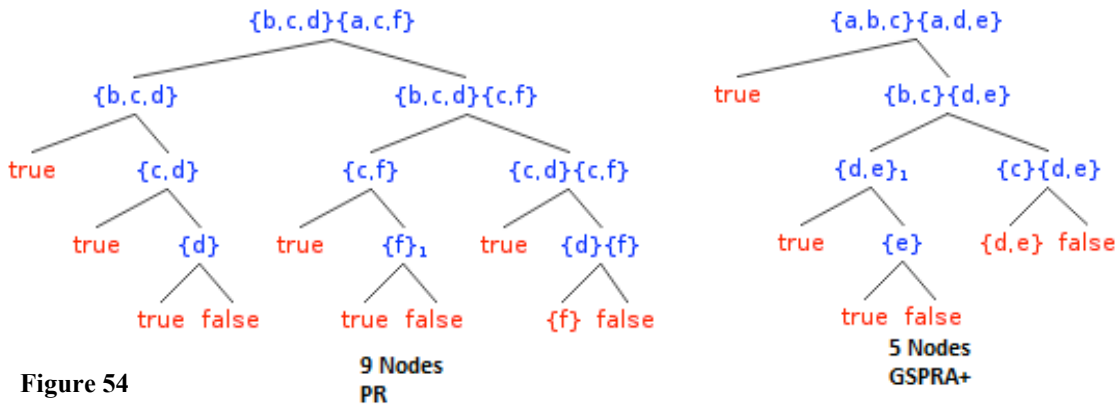 {b,c,d}{a,c,f} {a,b,c}{a,d,e}
{b,c,d} {b,c,d}{c,f} true {b,c}{d,e}
true {c,d} {c,f} {c,d}{c,f} {d,e}₁ {c}{d,e}
true {d} true {f}₁ true {d}{f} true {e} {d,e} false
true false true false {f} false true false
9 Nodes 5 Nodes
Figure 54 PR GSPRA+